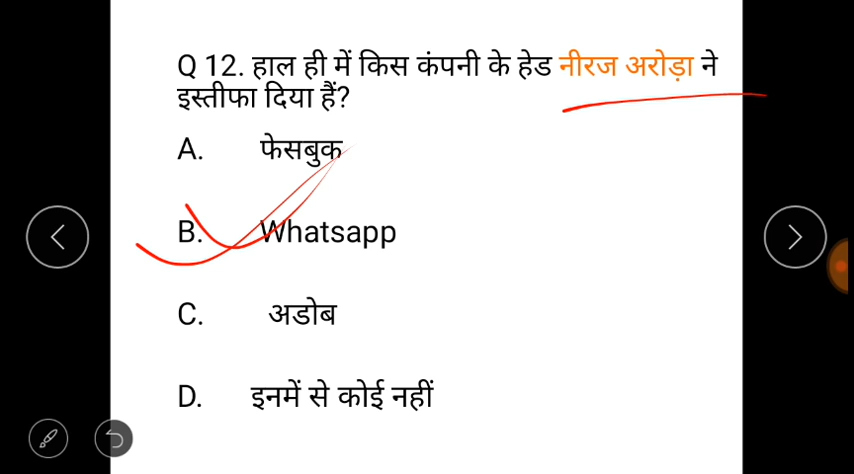 Q 12. हाल ही में किस कंपनी के हेड नीरज अरोड़ा ने
इस्तीफा दिया हैं?
A. फेसबुक
B. Whatsapp
C. अडोब
D. इनमें से कोई नहीं